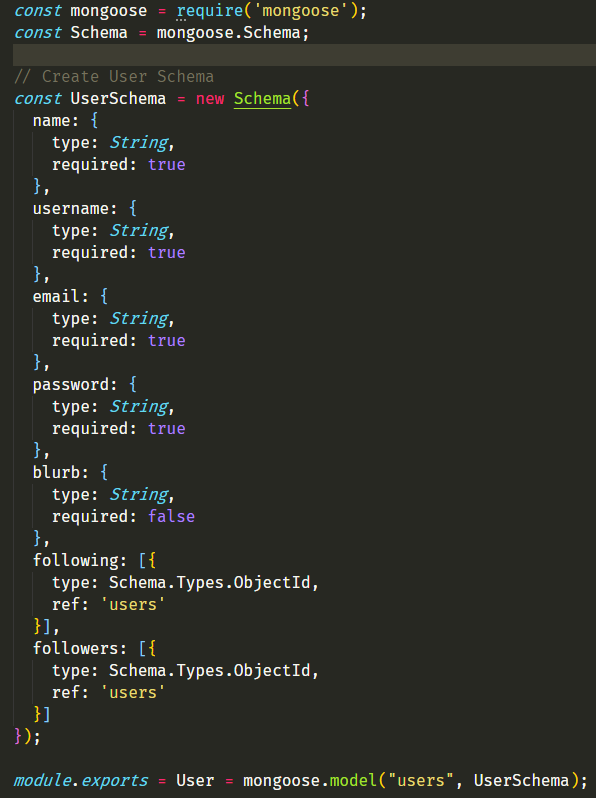 const mongoose = require('mongoose');
const Schema = mongoose.Schema;

// Create User Schema
const UserSchema = new Schema({
  name: {
    type: String,
    required: true
  },
  username: {
    type: String,
    required: true
  },
  email: {
    type: String,
    required: true
  },
  password: {
    type: String,
    required: true
  },
  blurb: {
    type: String,
    required: false
  },
  following: [{
    type: Schema.Types.ObjectId,
    ref: 'users'
  }],
  followers: [{
    type: Schema.Types.ObjectId,
    ref: 'users'
  }]
});

module.exports = User = mongoose.model("users", UserSchema);